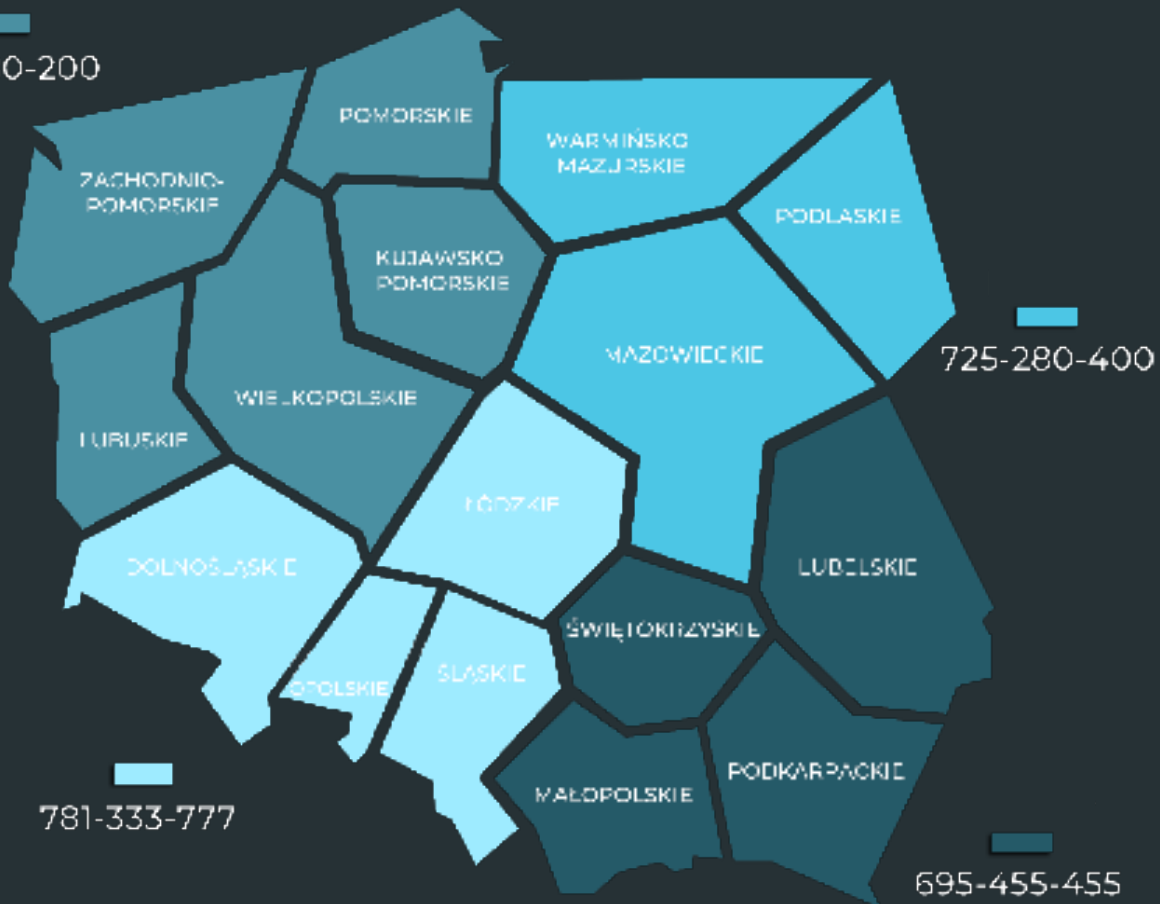 0-200
POMORSKIE
WARMIŃSKO
MAZURSKIE
ZACHODNIO-
POMORSKIE
PODLASKIE
KUJAWSKO
POMORSKIE
725-280-400
MAZOWIECKIE
WIELKOPOLSKIE
LUBUSKIE
ŁÓDZKIE
DOLNOŚLĄSKIE
LUBELSKIE
ŚWIĘTOKRZYSKIE
ŚLĄSKIE
OPOLSKIE
PODKARPACKIE
MAŁOPOLSKIE
781-333-777
695-455-455